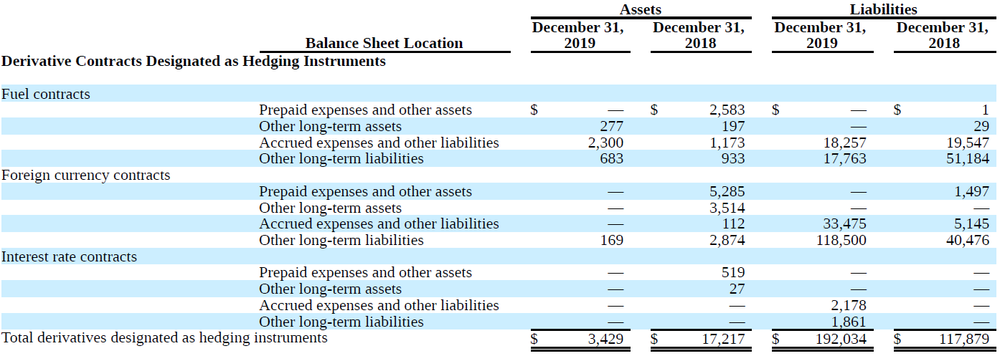 Assets Liabilities
December 31, December 31, December 31, December 31,
Balance Sheet Location 2019 2018 2019 2018
Derivative Contracts Designated as Hedging Instruments
Fuel contracts
Prepaid expenses and other assets $ — $ 2,583 $ — $ 1
Other long-term assets 277 197 — 29
Accrued expenses and other liabilities 2,300 1,173 18,257 19,547
Other long-term liabilities 683 933 17,763 51,184
Foreign currency contracts
Prepaid expenses and other assets — 5,285 — 1,497
Other long-term assets — 3,514 — —
Accrued expenses and other liabilities — 112 33,475 5,145
Other long-term liabilities 169 2,874 118,500 40,476
Interest rate contracts
Prepaid expenses and other assets — 519 — —
Other long-term assets — 27 — —
Accrued expenses and other liabilities — — 2,178 —
Other long-term liabilities — — 1,861 —
Total derivatives designated as hedging instruments $ 3,429 $ 17,217 $ 192,034 $ 117,879